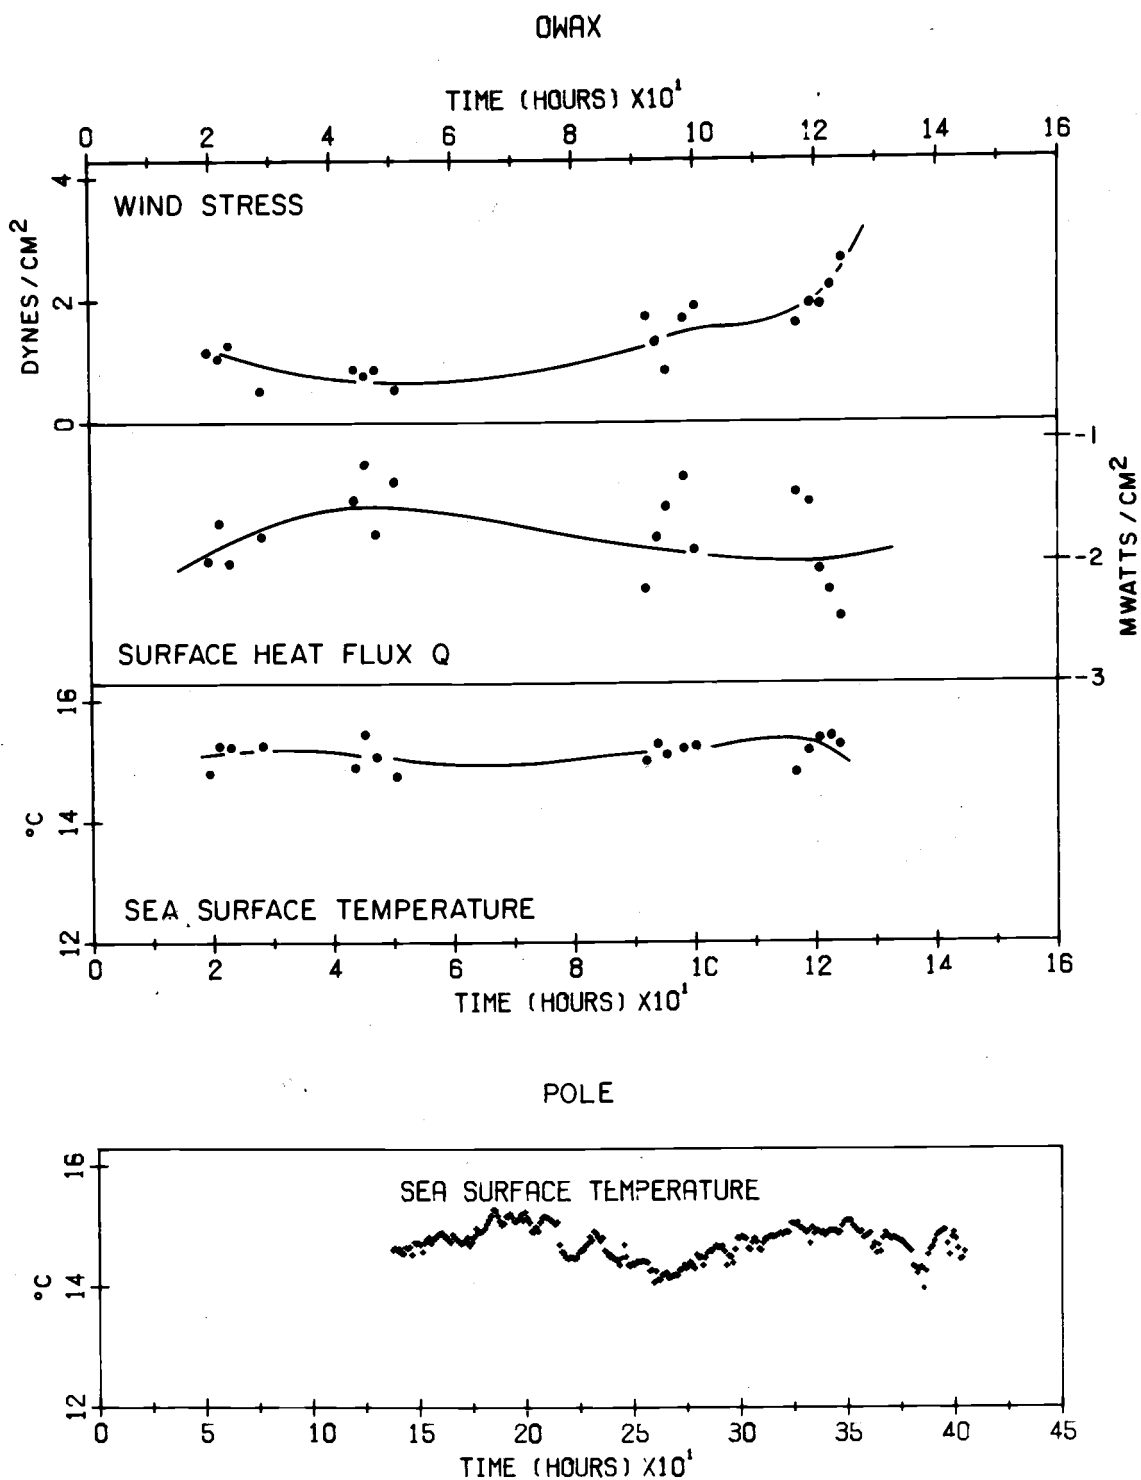 OWAX
TIME (HOURS) X10¹
0 2 4 6 8 10 12 14 16
4
WIND STRESS
DYNES/CM²
2
0
-1
MWATTS/CM²
-2
SURFACE HEAT FLUX Q
-3
16
°C
14
SEA SURFACE TEMPERATURE
12
0 2 4 6 8 10 12 14 16
TIME (HOURS) X10¹
POLE
16
SEA SURFACE TEMPERATURE
°C
14
12
0 5 10 15 20 25 30 35 40 45
TIME (HOURS) X10¹